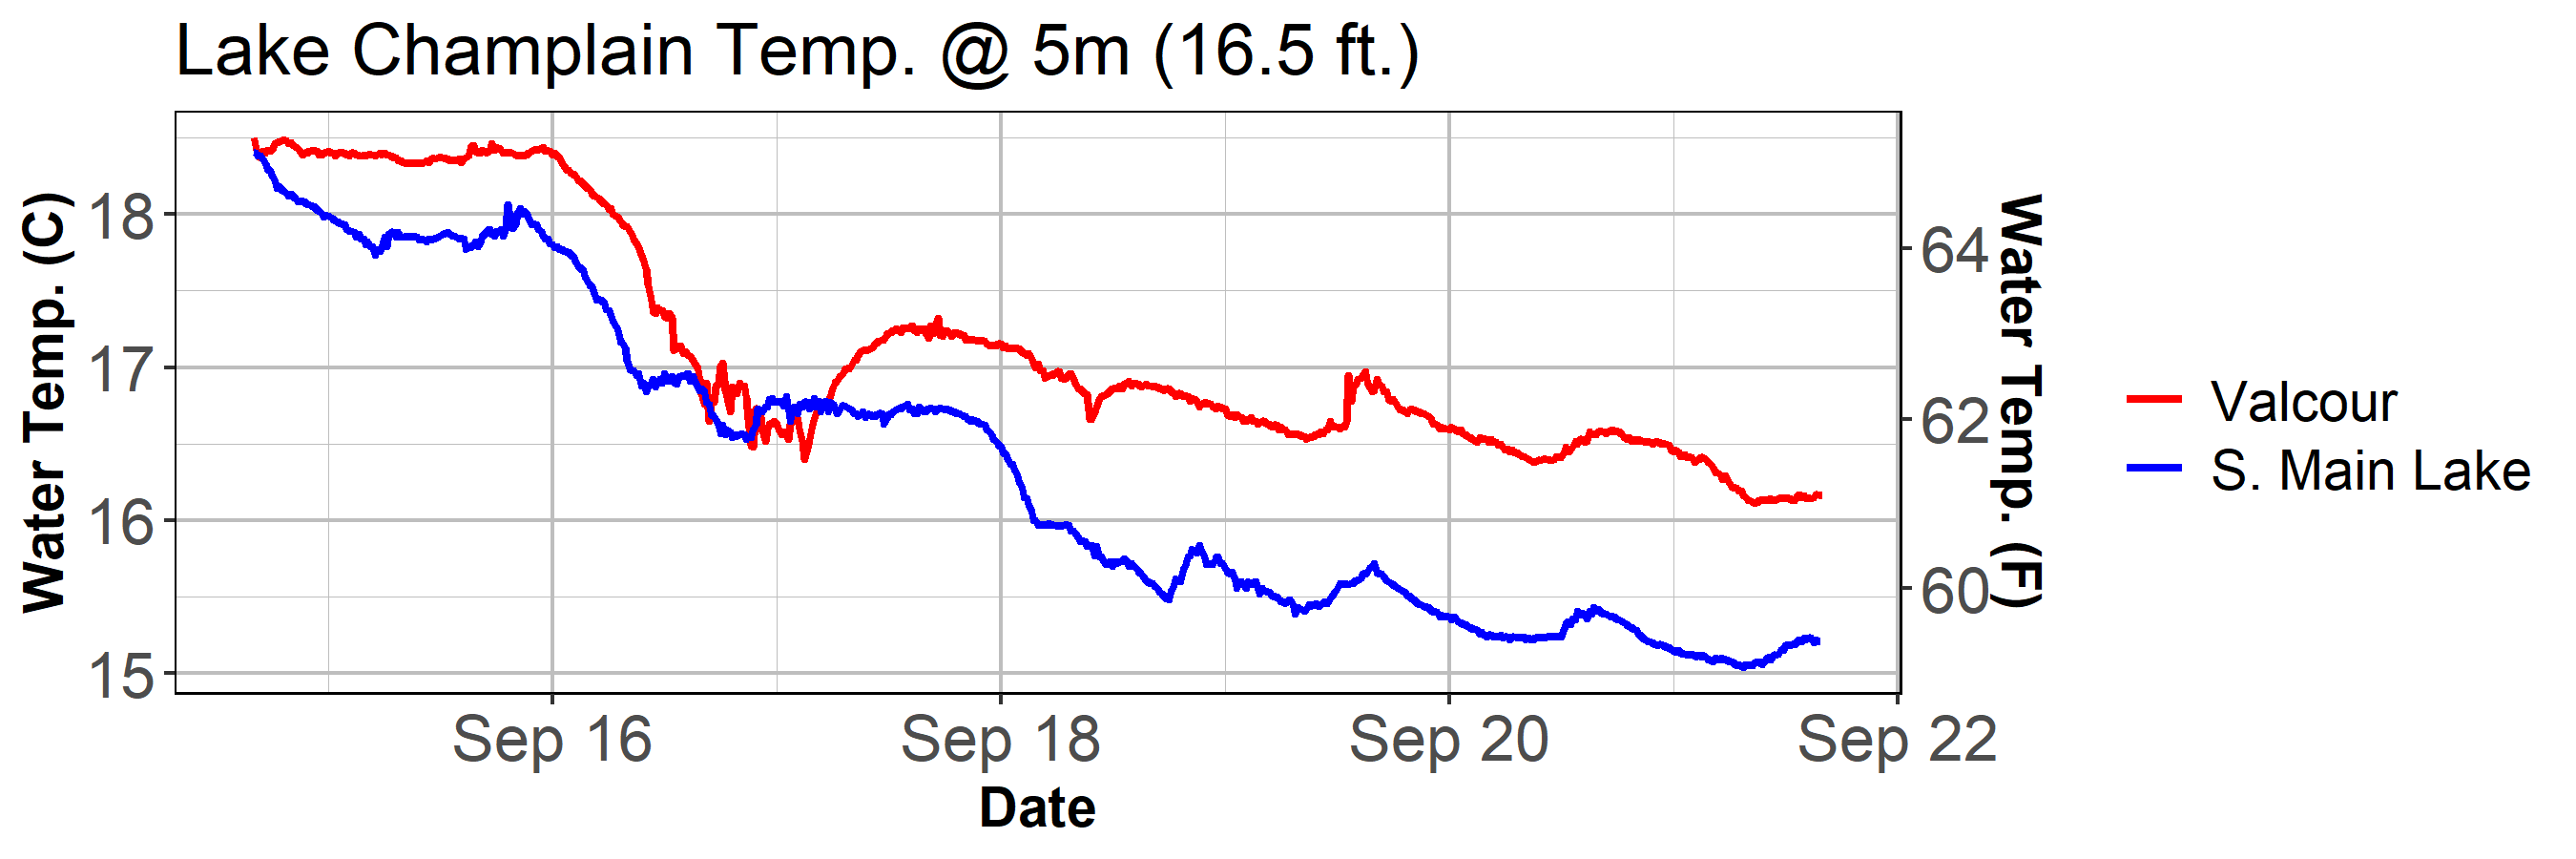 Lake Champlain Temp. @ 5m (16.5 ft.)
Water Temp. (C)
18
17
16
15
64
62
60
Water Temp. (F)
Sep 16
Sep 18
Sep 20
Sep 22
Date
Valcour
S. Main Lake